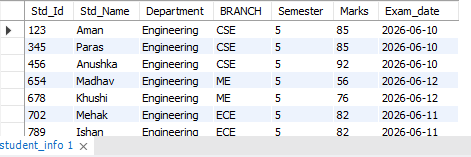 Std_Id Std_Name Department BRANCH Semester Marks Exam_date
123 Aman Engineering CSE 5 85 2026-06-10
345 Paras Engineering CSE 5 85 2026-06-10
456 Anushka Engineering CSE 5 92 2026-06-10
654 Madhav Engineering ME 5 56 2026-06-12
678 Khushi Engineering ME 5 76 2026-06-12
702 Mehak Engineering ECE 5 82 2026-06-11
789 Ishan Engineering ECE 5 82 2026-06-11
student_info 1